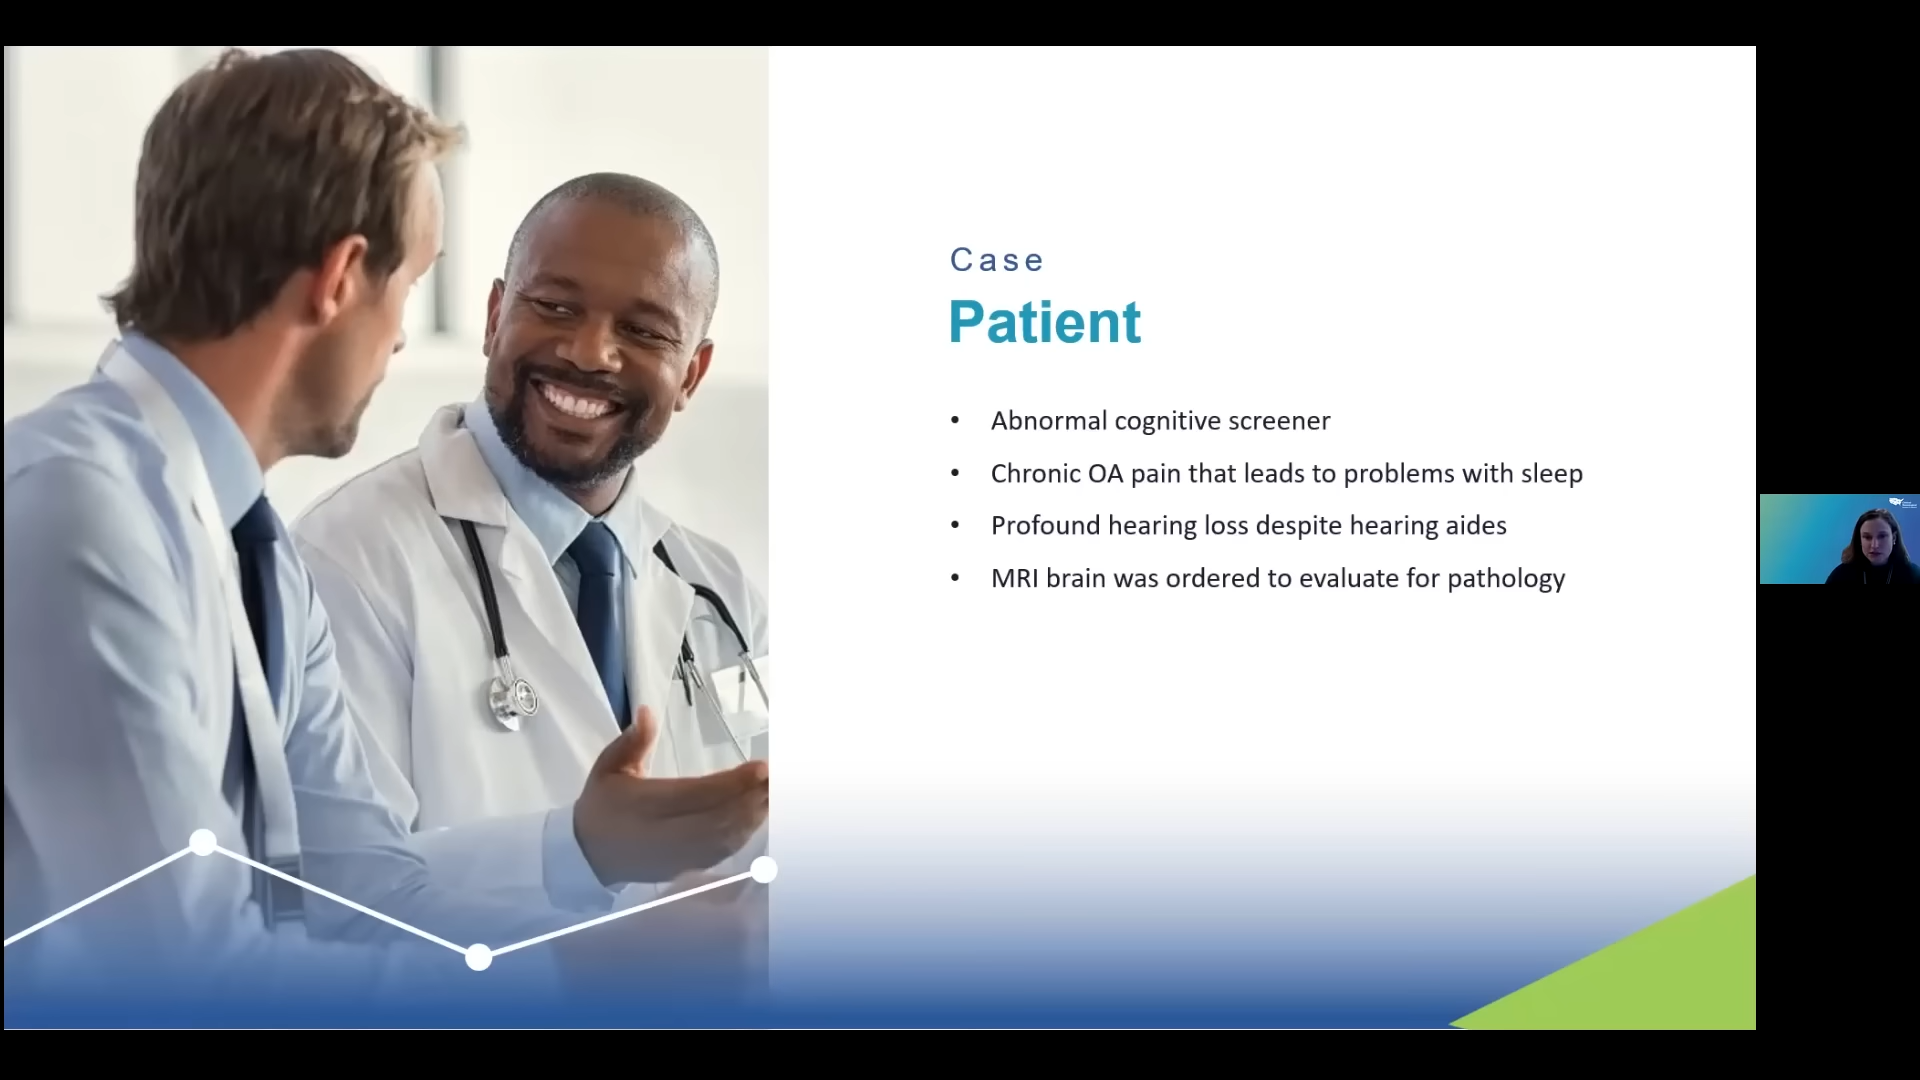 Case
Patient
• Abnormal cognitive screener
• Chronic OA pain that leads to problems with sleep
• Profound hearing loss despite hearing aides
• MRI brain was ordered to evaluate for pathology